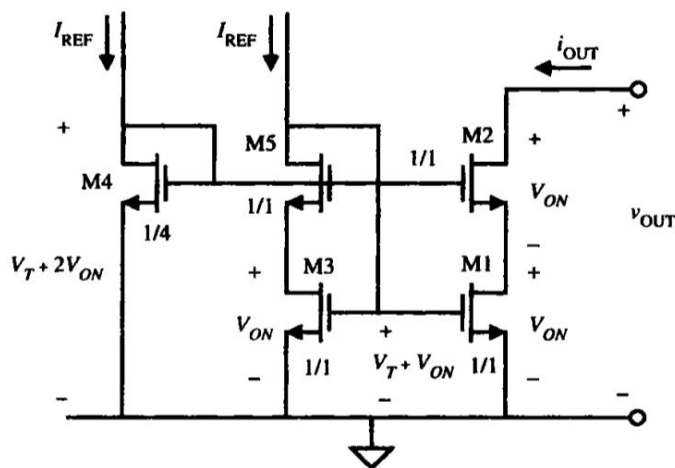 I_REF
I_REF
i_OUT
+
+
M5
1/1
M2
+
M4
1/1
V_ON
v_OUT
1/4
V_T + 2V_ON
−
+
M3
M1
+
V_ON
+
V_ON
1/1
V_T + V_ON
1/1
−
−
−
−
−